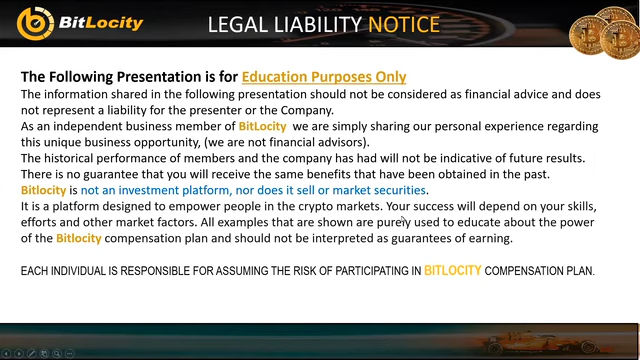 BitLocity
LEGAL LIABILITY NOTICE
The Following Presentation is for Education Purposes Only
The information shared in the following presentation should not be considered as financial advice and does
not represent a liability for the presenter or the Company.
As an independent business member of BitLocity we are simply sharing our personal experience regarding
this unique business opportunity, (we are not financial advisors).
The historical performance of members and the company has had will not be indicative of future results.
There is no guarantee that you will receive the same benefits that have been obtained in the past.
Bitlocity is not an investment platform, nor does it sell or market securities.
It is a platform designed to empower people in the crypto markets. Your success will depend on your skills,
efforts and other market factors. All examples that are shown are purely used to educate about the power
of the Bitlocity compensation plan and should not be interpreted as guarantees of earning.
EACH INDIVIDUAL IS RESPONSIBLE FOR ASSUMING THE RISK OF PARTICIPATING IN BITLOCITY COMPENSATION PLAN.